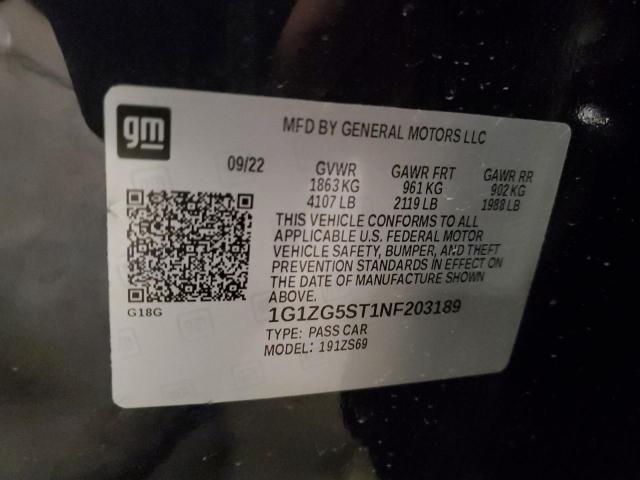 gm
MFD BY GENERAL MOTORS LLC
09/22 GVWR GAWR FRT GAWR RR
1863 KG 961 KG 902 KG
4107 LB 2119 LB 1988 LB
THIS VEHICLE CONFORMS TO ALL
APPLICABLE U.S. FEDERAL MOTOR
VEHICLE SAFETY, BUMPER, AND THEFT
PREVENTION STANDARDS IN EFFECT ON
THE DATE OF MANUFACTURE SHOWN
ABOVE.
G18G
1G1ZG5ST1NF203189
TYPE: PASS CAR
MODEL: 191ZS69